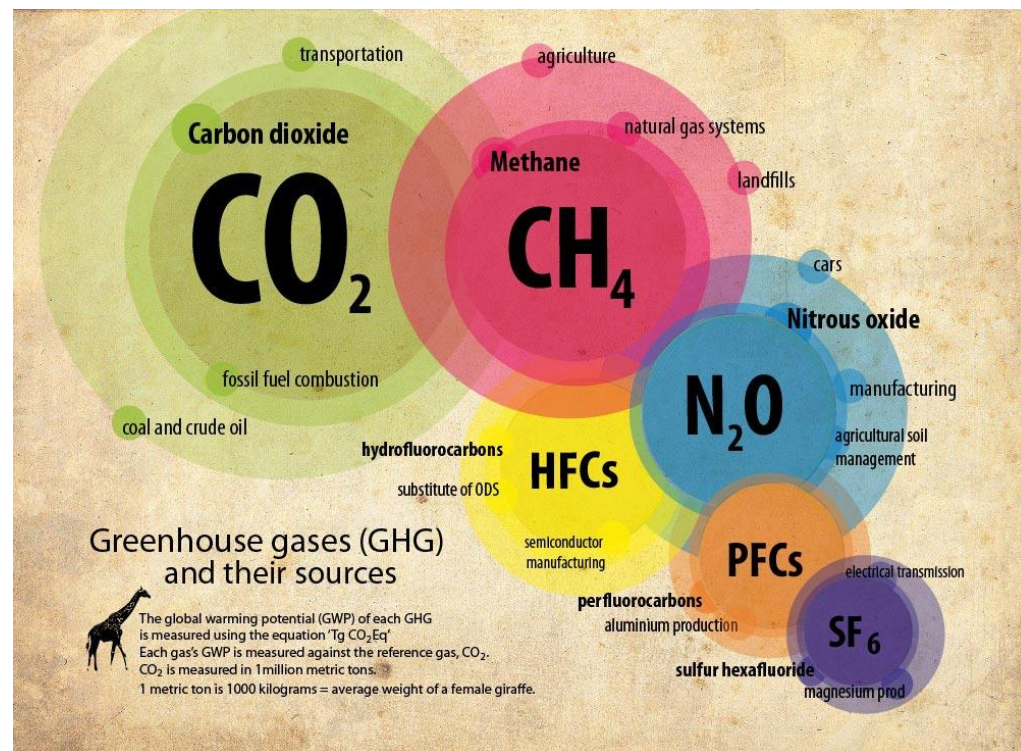 transportation
Carbon dioxide
CO₂
fossil fuel combustion
coal and crude oil
agriculture
natural gas systems
Methane
landfills
CH₄
cars
Nitrous oxide
N₂O
manufacturing
agricultural soil
management
hydrofluorocarbons
HFCs
substitute of ODS
semiconductor
manufacturing
PFCs
perfluorocarbons
aluminium production
electrical transmission
SF₆
sulfur hexafluoride
magnesium prod
Greenhouse gases (GHG)
and their sources
The global warming potential (GWP) of each GHG
is measured using the equation 'Tg CO₂Eq'
Each gas's GWP is measured against the reference gas, CO₂.
CO₂ is measured in 1million metric tons.
1 metric ton is 1000 kilograms = average weight of a female giraffe.